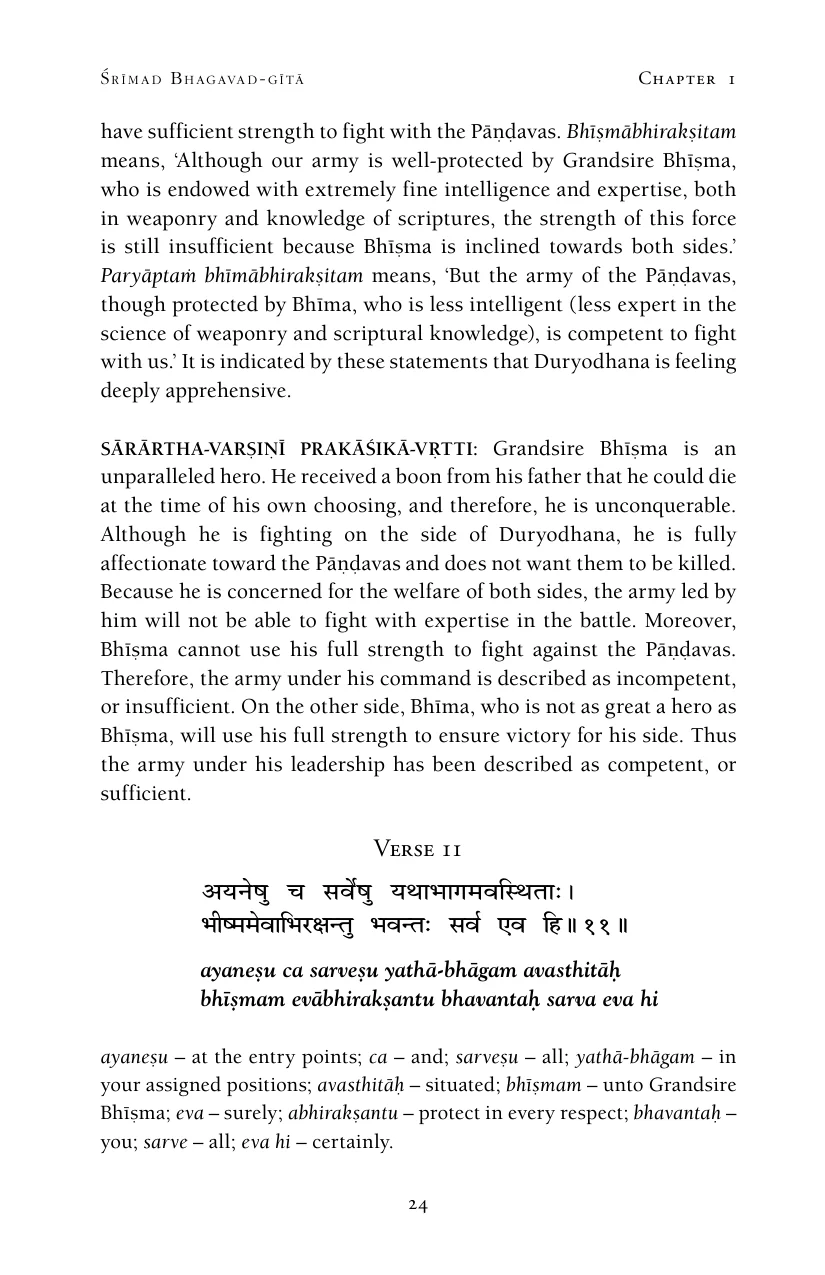 Śrīmad Bhagavad-gītā Chapter 1
have sufficient strength to fight with the Pāṇḍavas. Bhīṣmābhirakṣitam
means, ‘Although our army is well-protected by Grandsire Bhīṣma,
who is endowed with extremely fine intelligence and expertise, both
in weaponry and knowledge of scriptures, the strength of this force
is still insufficient because Bhīṣma is inclined towards both sides.’
Paryāptaṁ bhīmābhirakṣitam means, ‘But the army of the Pāṇḍavas,
though protected by Bhīma, who is less intelligent (less expert in the
science of weaponry and scriptural knowledge), is competent to fight
with us.’ It is indicated by these statements that Duryodhana is feeling
deeply apprehensive.
SĀRĀRTHA-VARṢIṆĪ PRAKĀŚIKĀ-VṚTTI: Grandsire Bhīṣma is an
unparalleled hero. He received a boon from his father that he could die
at the time of his own choosing, and therefore, he is unconquerable.
Although he is fighting on the side of Duryodhana, he is fully
affectionate toward the Pāṇḍavas and does not want them to be killed.
Because he is concerned for the welfare of both sides, the army led by
him will not be able to fight with expertise in the battle. Moreover,
Bhīṣma cannot use his full strength to fight against the Pāṇḍavas.
Therefore, the army under his command is described as incompetent,
or insufficient. On the other side, Bhīma, who is not as great a hero as
Bhīṣma, will use his full strength to ensure victory for his side. Thus
the army under his leadership has been described as competent, or
sufficient.
Verse 11
अयनेषु च सर्वेषु यथाभागमवस्थिताः।
भीष्ममेवाभिरक्षन्तु भवन्तः सर्व एव हि॥११॥
ayaneṣu ca sarveṣu yathā-bhāgam avasthitāḥ
bhīṣmam evābhirakṣantu bhavantaḥ sarva eva hi
ayaneṣu – at the entry points; ca – and; sarveṣu – all; yathā-bhāgam – in
your assigned positions; avasthitāḥ – situated; bhīṣmam – unto Grandsire
Bhīṣma; eva – surely; abhirakṣantu – protect in every respect; bhavantaḥ –
you; sarve – all; eva hi – certainly.
24